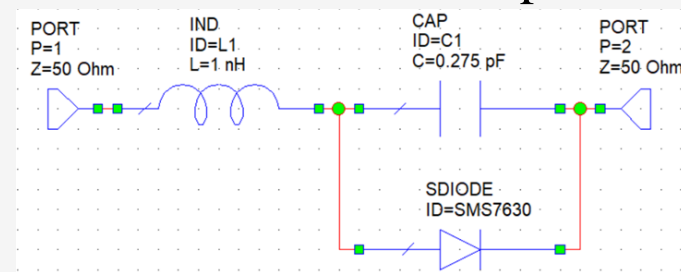 PORT
P=1
Z=50 Ohm
IND
ID=L1
L=1 nH
CAP
ID=C1
C=0.275 pF
PORT
P=2
Z=50 Ohm
SDIODE
ID=SMS7630